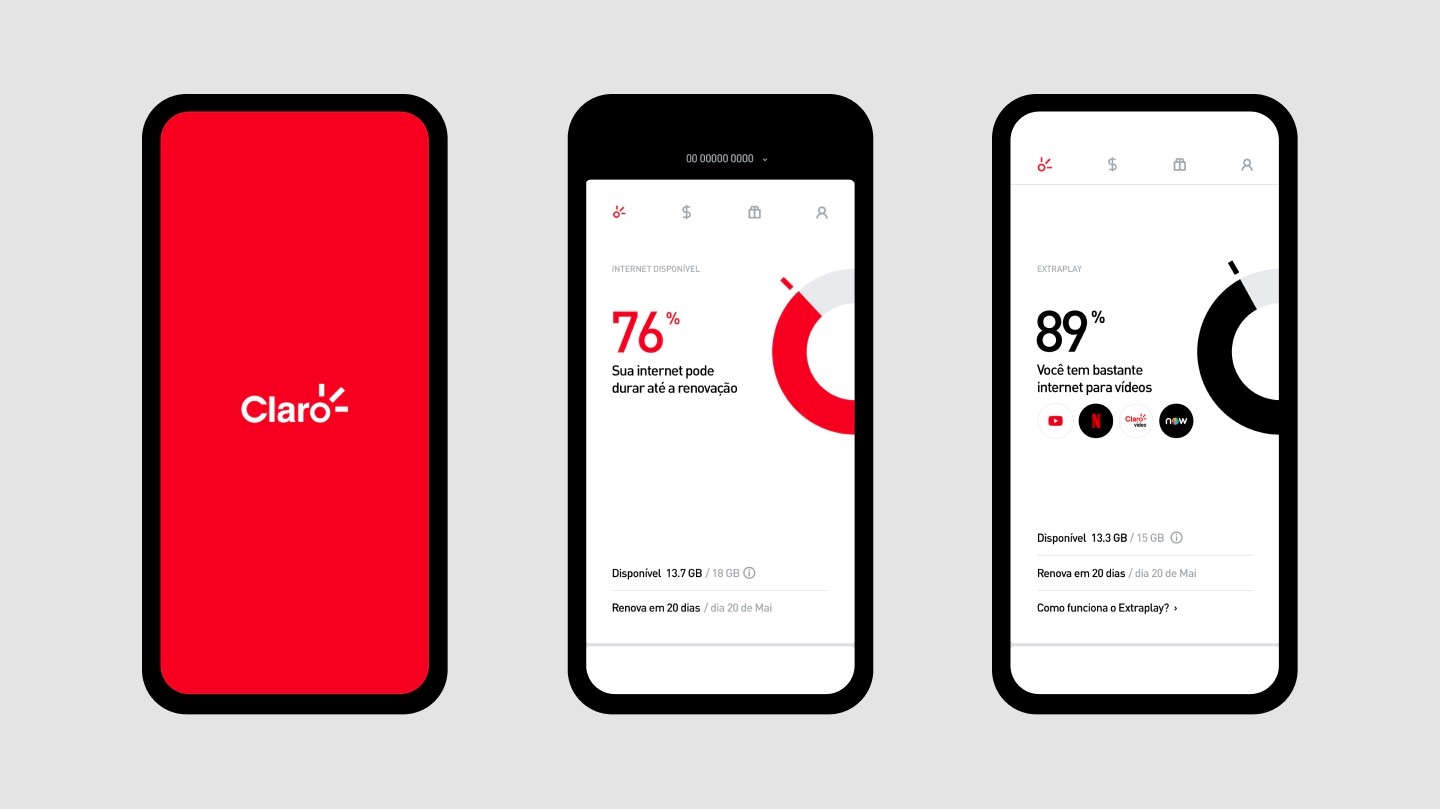 Claro
00 00000 0000
$
INTERNET DISPONÍVEL
76%
Sua internet pode
durar até a renovação
Disponível 13.7 GB / 18 GB
Renova em 20 dias / dia 20 de Mai
$
EXTRAPLAY
89%
Você tem bastante
internet para vídeos
N
Claro
video
now
Disponível 13.3 GB / 15 GB
Renova em 20 dias / dia 20 de Mai
Como funciona o Extraplay? ›